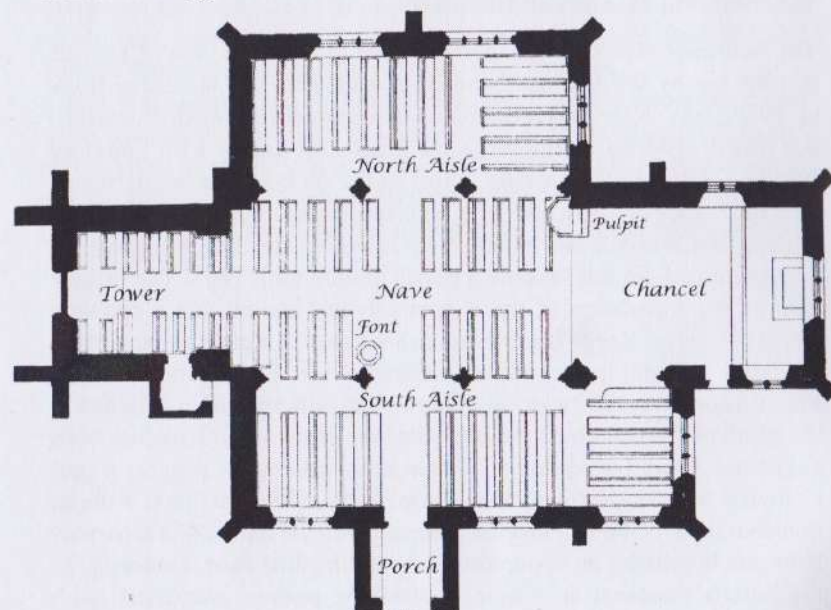 North Aisle
Pulpit
Tower
Nave
Chancel
Font
South Aisle
Porch